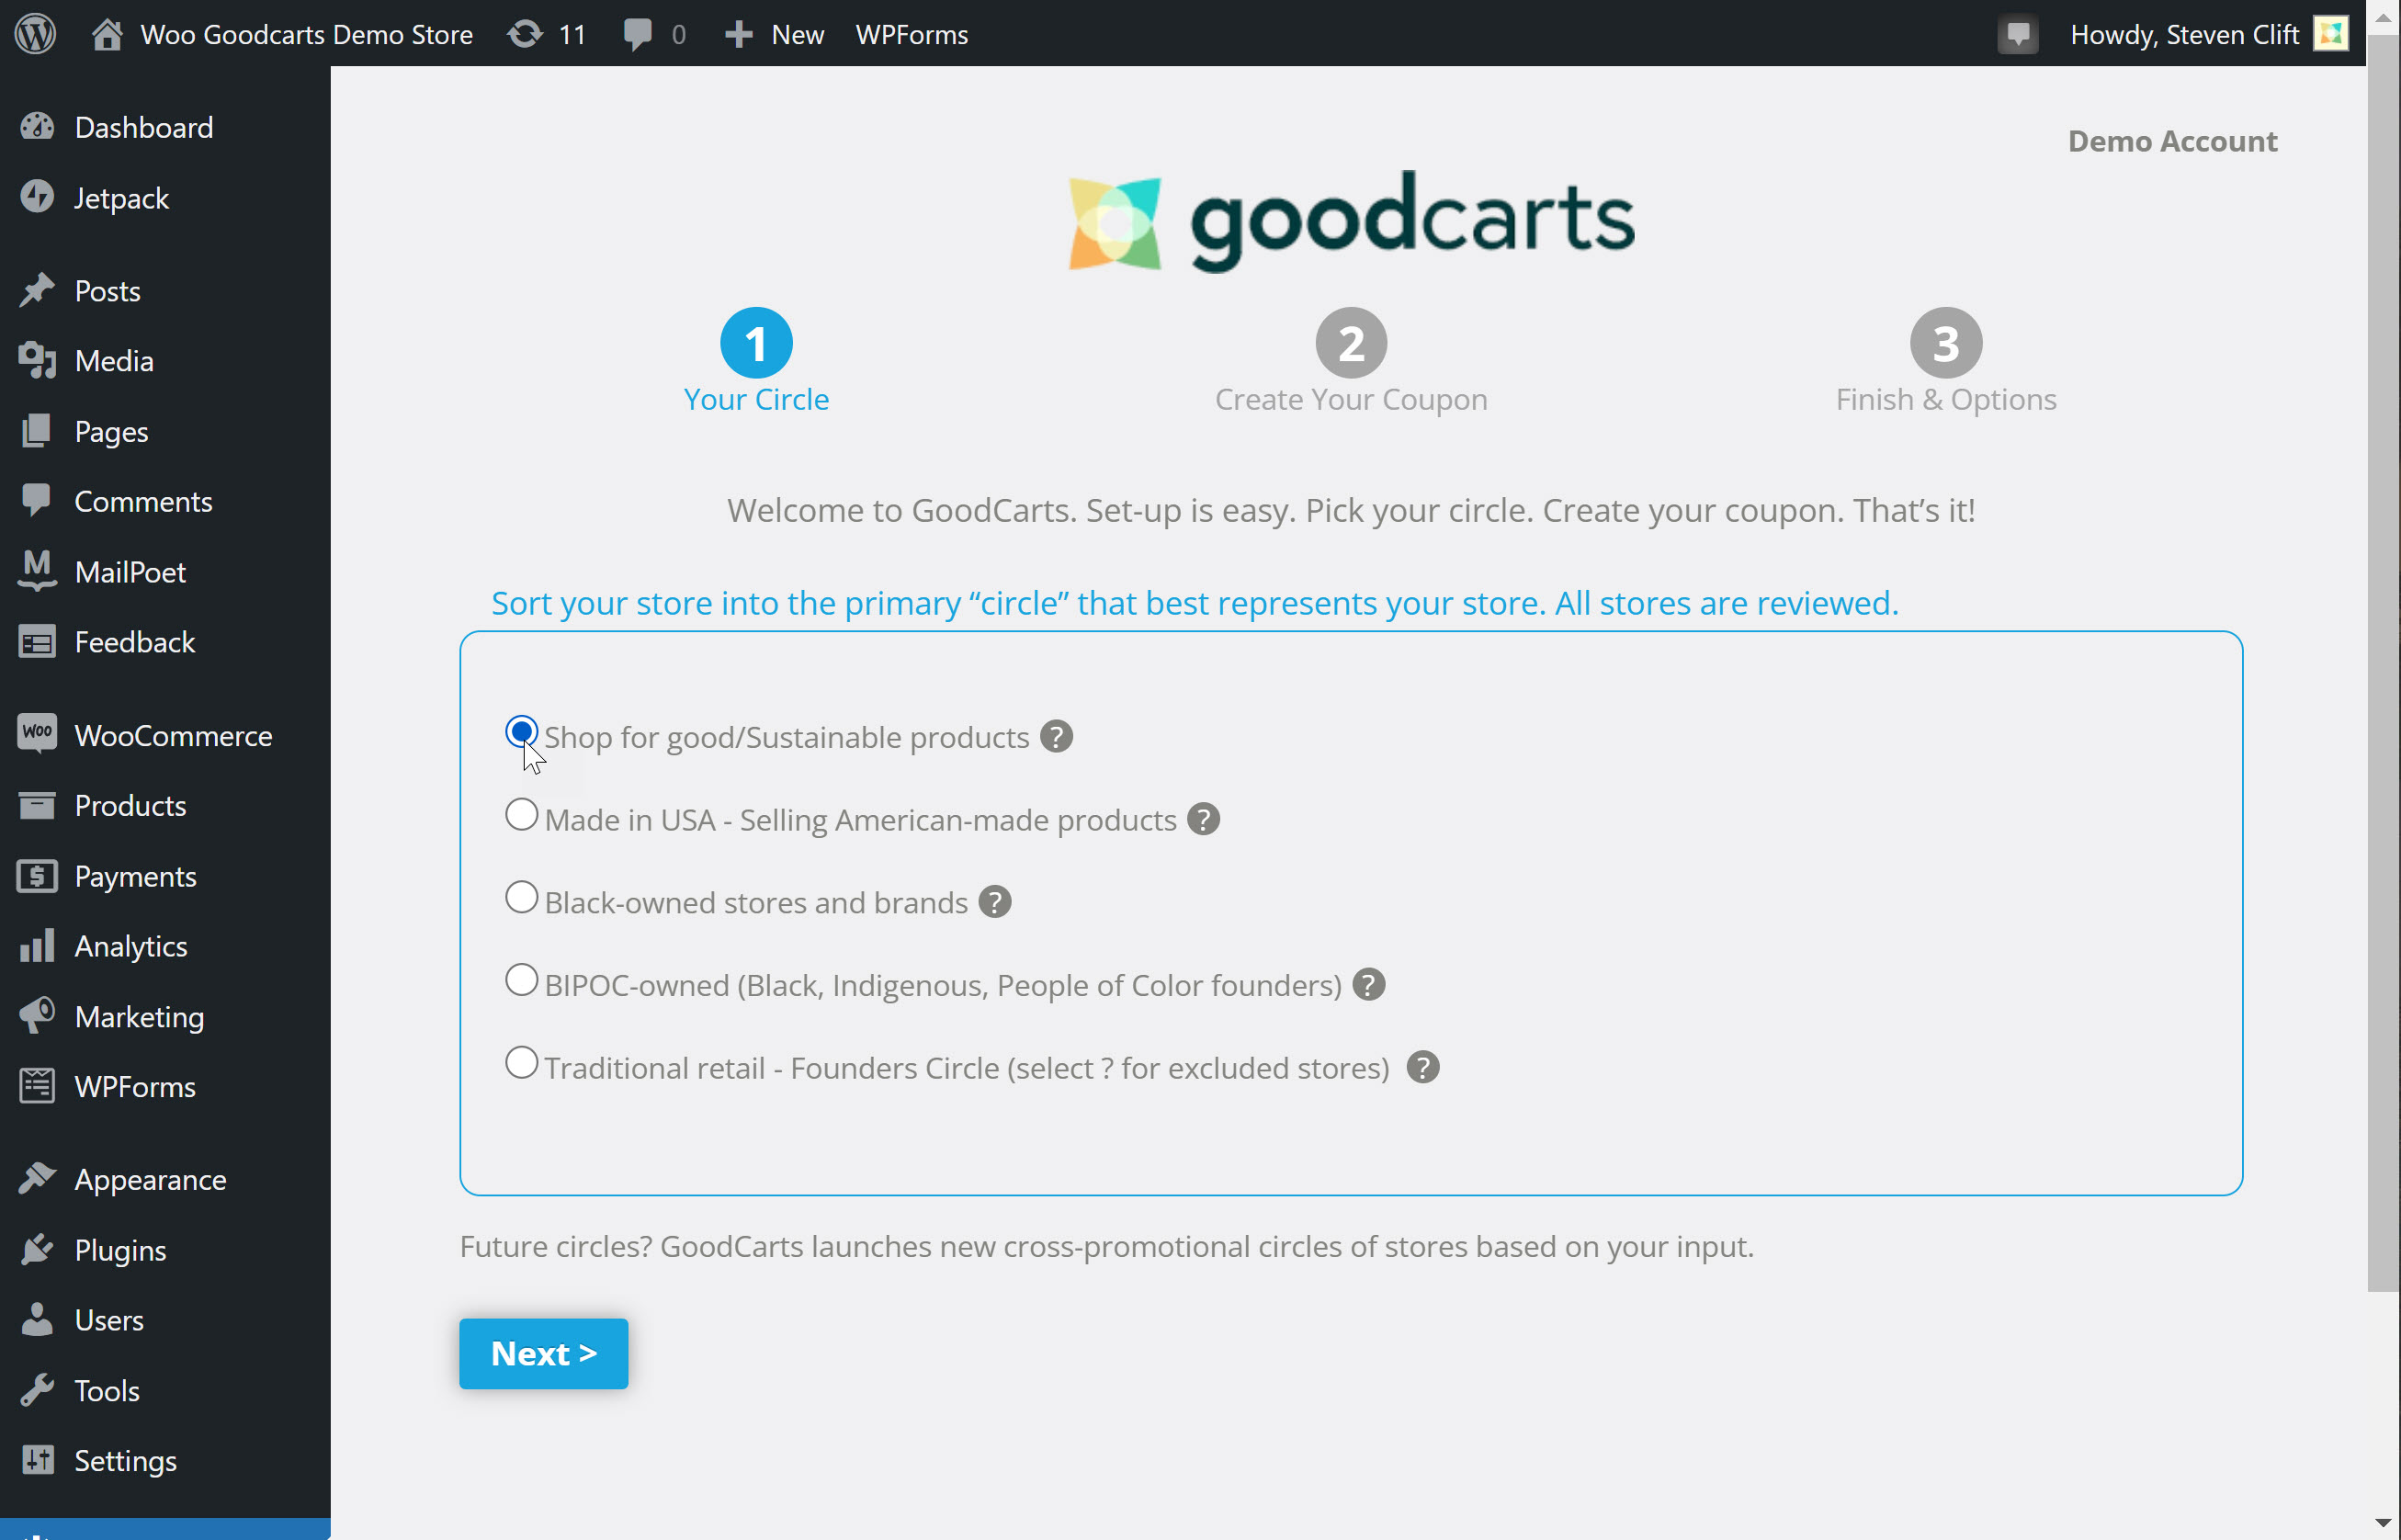 Woo Goodcarts Demo Store 11 0 New WPForms Howdy, Steven Clift
Dashboard
Jetpack
Posts
Media
Pages
Comments
M MailPoet
Feedback
Woo WooCommerce
Products
$ Payments
Analytics
Marketing
WPForms
Appearance
Plugins
Users
Tools
Settings
Demo Account
goodcarts
1 2 3
Your Circle Create Your Coupon Finish & Options
Welcome to GoodCarts. Set-up is easy. Pick your circle. Create your coupon. That’s it!
Sort your store into the primary “circle” that best represents your store. All stores are reviewed.
Shop for good/Sustainable products ?
Made in USA - Selling American-made products ?
Black-owned stores and brands ?
BIPOC-owned (Black, Indigenous, People of Color founders) ?
Traditional retail - Founders Circle (select ? for excluded stores) ?
Future circles? GoodCarts launches new cross-promotional circles of stores based on your input.
Next >